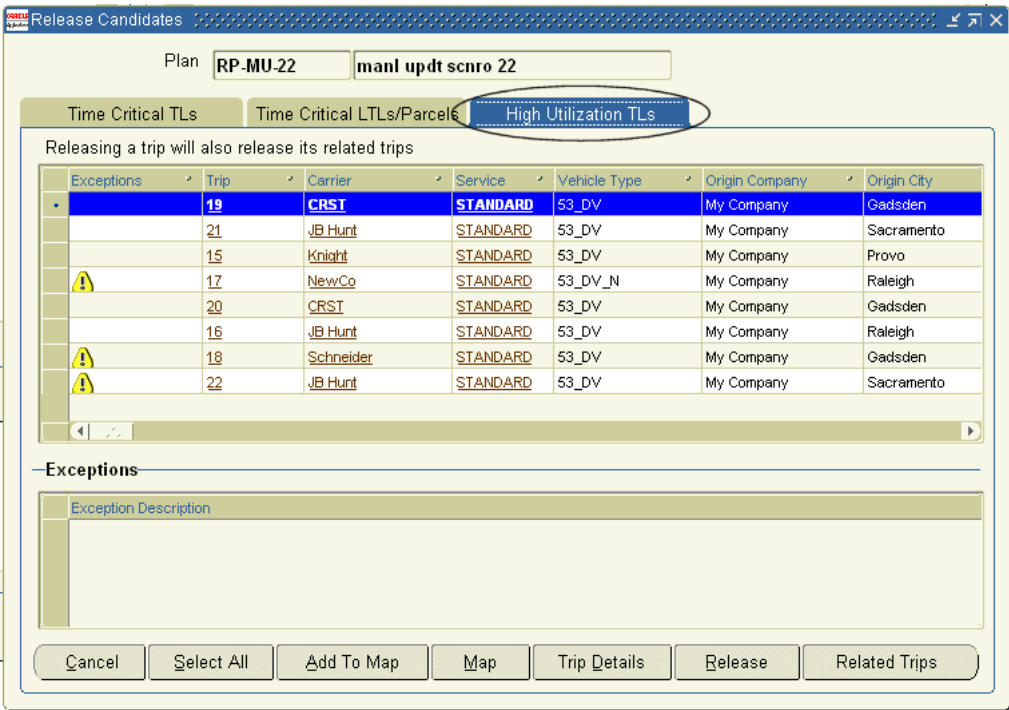 ORACLE
Release Candidates
Plan RP-MU-22 manl updt scnro 22
Time Critical TLs Time Critical LTLs/Parcels High Utilization TLs
Releasing a trip will also release its related trips
Exceptions Trip Carrier Service Vehicle Type Origin Company Origin City
19 CRST STANDARD 53_DV My Company Gadsden
21 JB Hunt STANDARD 53_DV My Company Sacramento
15 Knight STANDARD 53_DV My Company Provo
17 NewCo STANDARD 53_DV_N My Company Raleigh
20 CRST STANDARD 53_DV My Company Gadsden
16 JB Hunt STANDARD 53_DV My Company Raleigh
18 Schneider STANDARD 53_DV My Company Gadsden
22 JB Hunt STANDARD 53_DV My Company Sacramento
Exceptions
Exception Description
Cancel Select All Add To Map Map Trip Details Release Related Trips